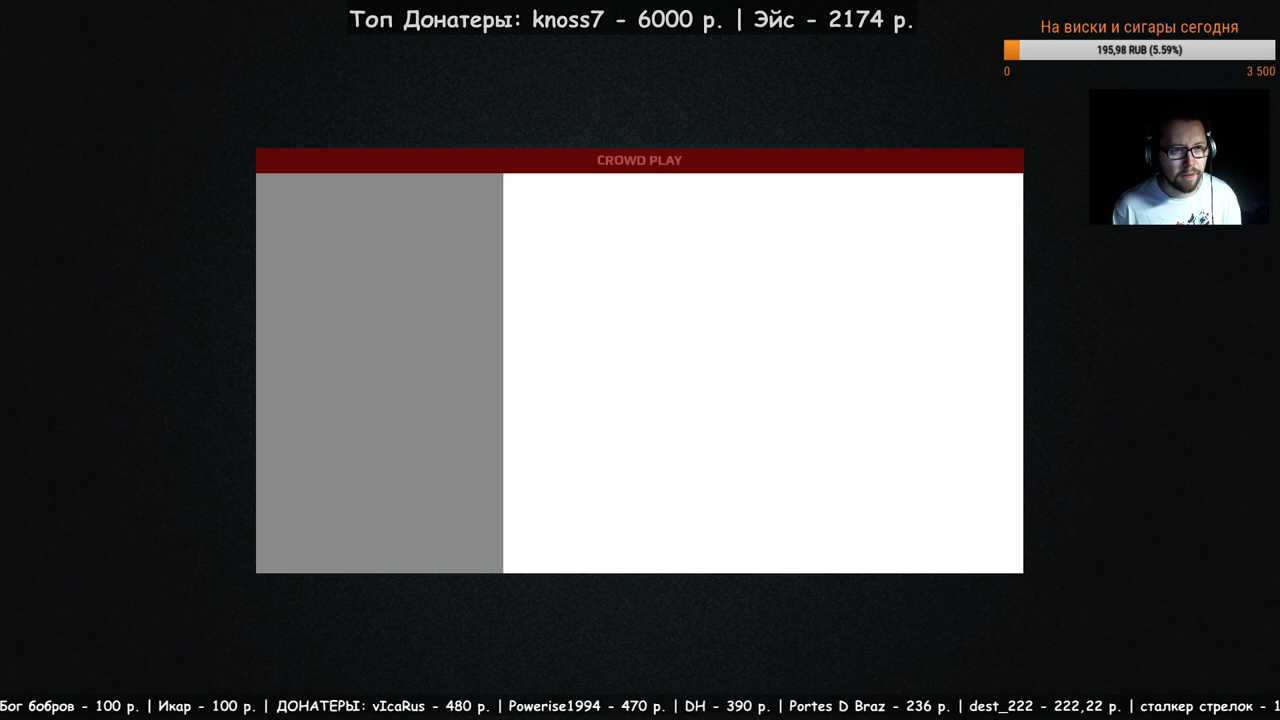 Топ Донатеры: knoss7 - 6000 р. | Эйс - 2174 р.
На виски и сигары сегодня
195,98 RUB (5.59%)
0 3 500
CROWD PLAY
Бог бобров - 100 р. | Икар - 100 р. | ДОНАТЕРЫ: vIcaRus - 480 р. | Powerise1994 - 470 р. | DH - 390 р. | Portes D Braz - 236 р. | dest_222 - 222,22 р. | сталкер стрелок - 1